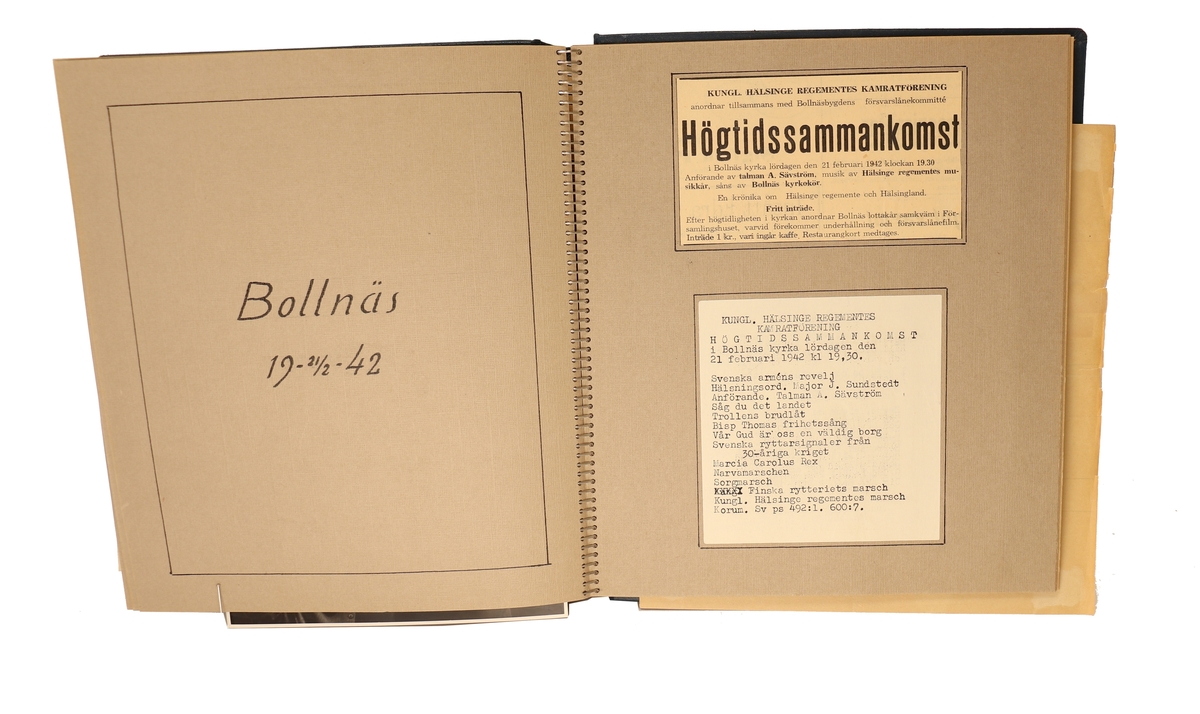 Bollnäs
19-21/2-42
KUNGL. HÄLSINGE REGEMENTES KAMRATFÖRENING
anordnar tillsammans med Bollnäsbygdens försvarslånekommitté
Högtidssammankomst
i Bollnäs kyrka lördagen den 21 februari 1942 klockan 19.30
Anförande av talman A. Sävström, musik av Hälsinge regementes mu-
sikkår, sång av Bollnäs kyrkokör.
En krönika om Hälsinge regemente och Hälsingland.
Fritt inträde.
Efter högtidligheten i kyrkan anordnar Bollnäs lottakår samkväm i För-
samlingshuset, varvid förekommer underhållning och försvarslånefilm.
Inträde 1 kr., vari ingår kaffe. Restaurangkort medtages.
KUNGL. HÄLSINGE REGEMENTES
KAMRATFÖRENING
H Ö G T I D S S A M M A N K O M S T
i Bollnäs kyrka lördagen den
21 februari 1942 kl 19,30.
Svenska arméns revelj
Hälsningsord. Major J. Sundstedt
Anförande. Talman A. Sävström
Såg du det landet
Trollens brudlåt
Bisp Thomas frihetssång
Vår Gud är oss en väldig borg
Svenska ryttarsignaler från
30-åriga kriget
Marcia Carolus Rex
Narvamarschen
Sorgmarsch
Finska rytteriets marsch
Kungl. Hälsinge regementes marsch
Korum. Sv ps 492:1. 600:7.